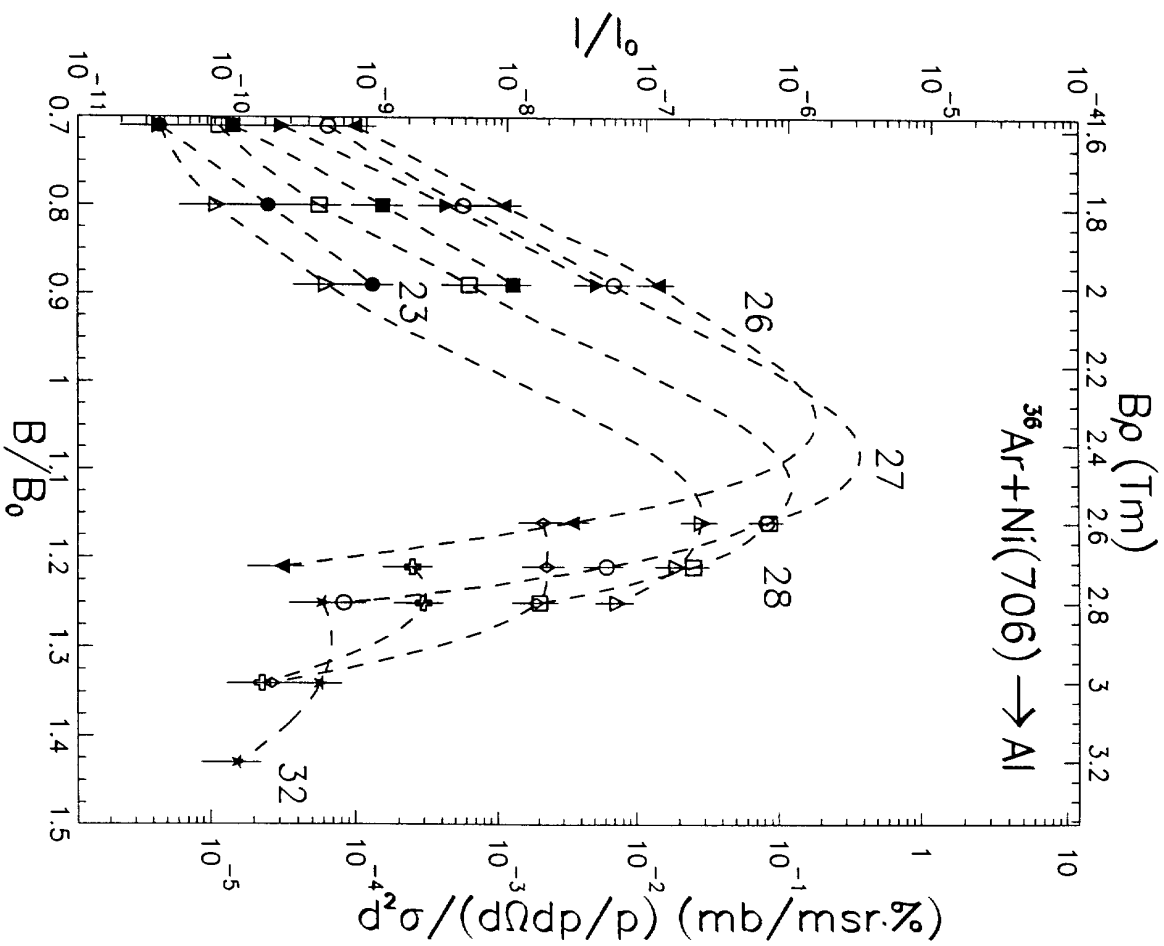 Bρ (Tm)
1.6 1.8 2 2.2 2.4 2.6 2.8 3 3.2
³⁶Ar+Ni(706) → Al
I/I₀
10⁻⁴
10⁻⁵
10⁻⁶
10⁻⁷
10⁻⁸
10⁻⁹
10⁻¹⁰
10⁻¹¹
27
26
28
23
32
10
1
10⁻¹
10⁻²
10⁻³
10⁻⁴
10⁻⁵
d²σ/(dΩdp/p) (mb/msr.%)
0.7 0.8 0.9 1 1.1 1.2 1.3 1.4 1.5
B/B₀